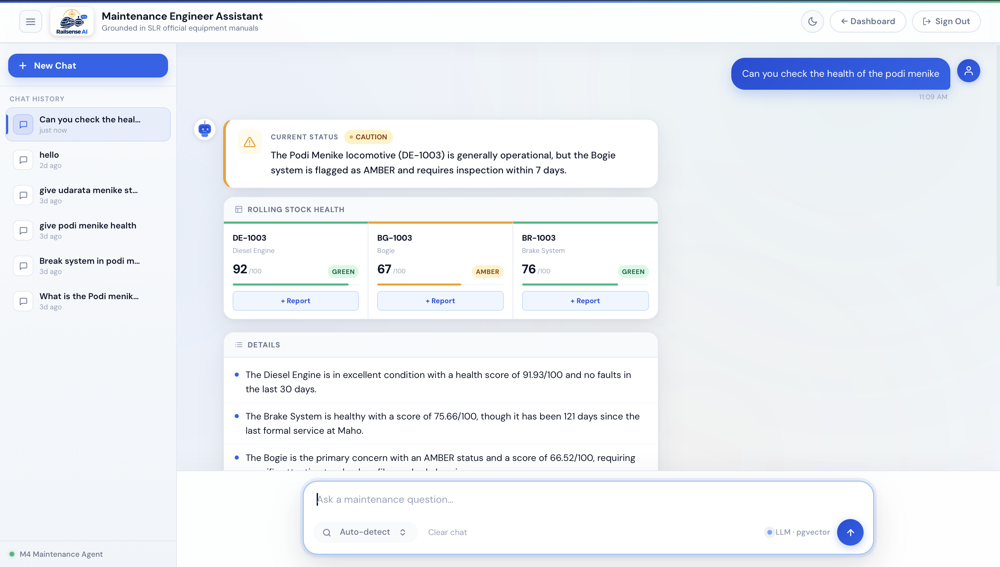 Railsense AI
Maintenance Engineer Assistant
Grounded in SLR official equipment manuals
← Dashboard
Sign Out
+ New Chat
CHAT HISTORY
Can you check the heal...
just now
hello
2d ago
give udarata menike st...
3d ago
give podi menike health
3d ago
Break system in podi m...
3d ago
What is the Podi menik...
3d ago
M4 Maintenance Agent
Can you check the health of the podi menike
11:09 AM
CURRENT STATUS CAUTION
The Podi Menike locomotive (DE-1003) is generally operational, but the Bogie
system is flagged as AMBER and requires inspection within 7 days.
ROLLING STOCK HEALTH
DE-1003
Diesel Engine
92 /100 GREEN
+ Report
BG-1003
Bogie
67 /100 AMBER
+ Report
BR-1003
Brake System
76 /100 GREEN
+ Report
DETAILS
The Diesel Engine is in excellent condition with a health score of 91.93/100 and no faults in
the last 30 days.
The Brake System is healthy with a score of 75.66/100, though it has been 121 days since the
last formal service at Maho.
The Bogie is the primary concern with an AMBER status and a score of 66.52/100, requiring
Ask a maintenance question...
Auto-detect
Clear chat
LLM · pgvector